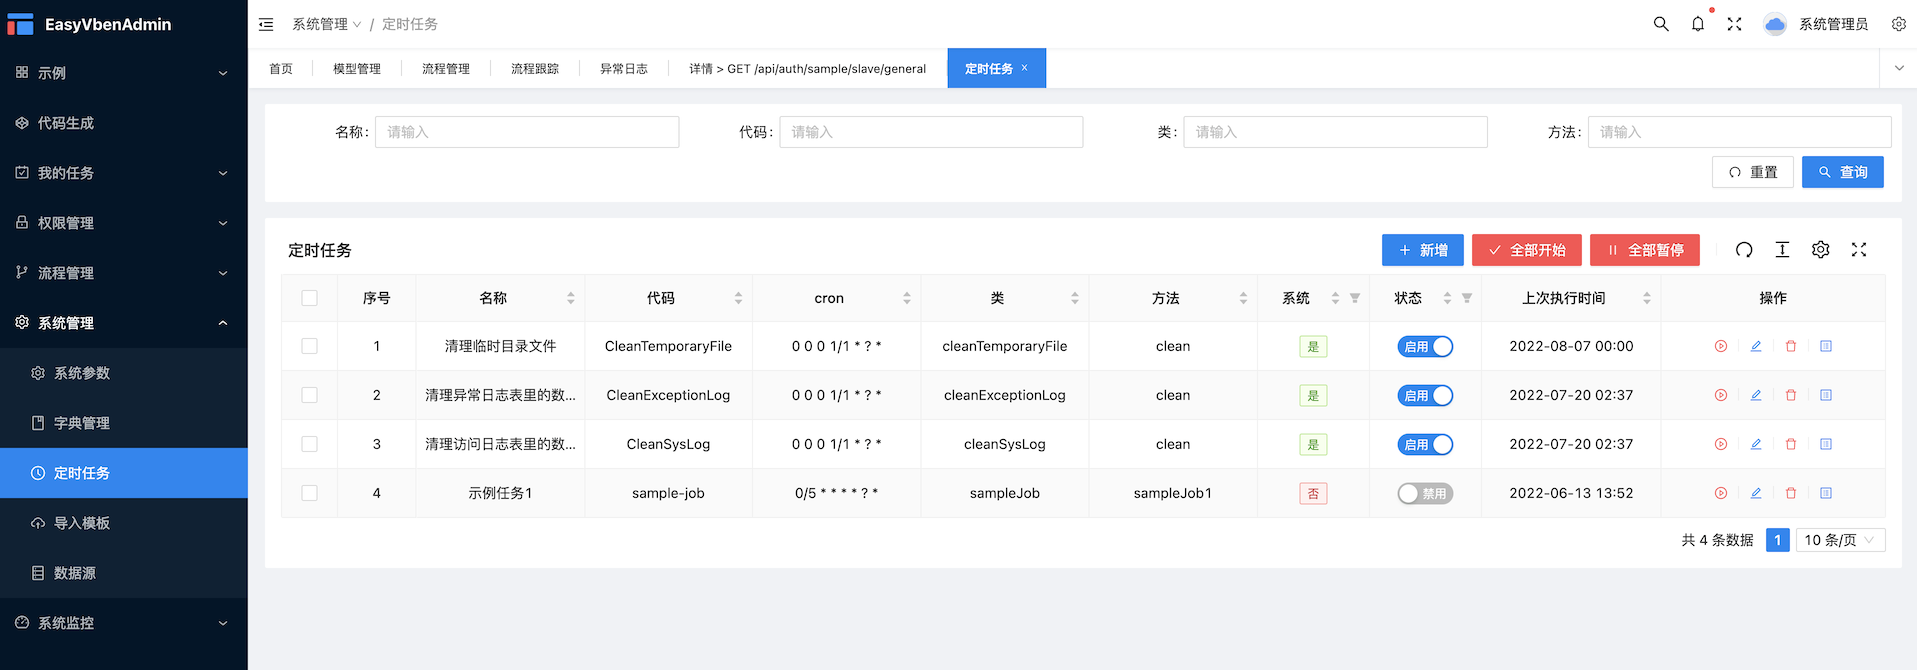 EasyVbenAdmin
示例
代码生成
我的任务
权限管理
流程管理
系统管理
系统参数
字典管理
定时任务
导入模板
数据源
系统监控
系统管理 / 定时任务
系统管理员
首页 模型管理 流程管理 流程跟踪 异常日志 详情 > GET /api/auth/sample/slave/general 定时任务 ×
名称: 请输入 代码: 请输入 类: 请输入 方法: 请输入
重置 查询
定时任务
新增 全部开始 全部暂停
序号 名称 代码 cron 类 方法 系统 状态 上次执行时间 操作
1 清理临时目录文件 CleanTemporaryFile 0 0 0 1/1 * ? * cleanTemporaryFile clean 是 启用 2022-08-07 00:00
2 清理异常日志表里的数... CleanExceptionLog 0 0 0 1/1 * ? * cleanExceptionLog clean 是 启用 2022-07-20 02:37
3 清理访问日志表里的数... CleanSysLog 0 0 0 1/1 * ? * cleanSysLog clean 是 启用 2022-07-20 02:37
4 示例任务1 sample-job 0/5 * * * * ? * sampleJob sampleJob1 否 禁用 2022-06-13 13:52
共 4 条数据 1 10 条/页